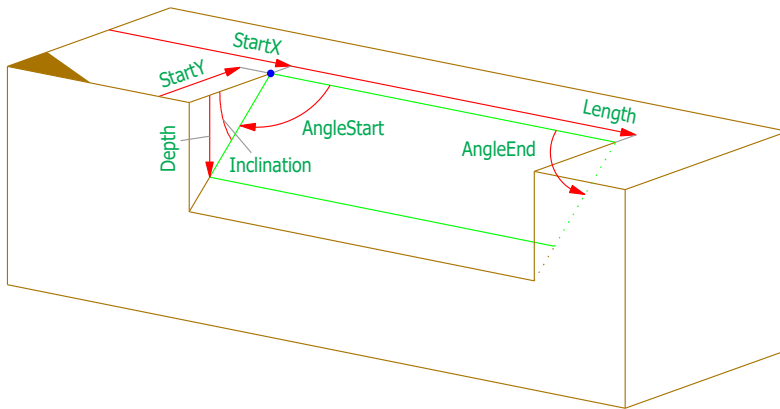 StartX
StartY
Length
AngleStart
AngleEnd
Depth
Inclination